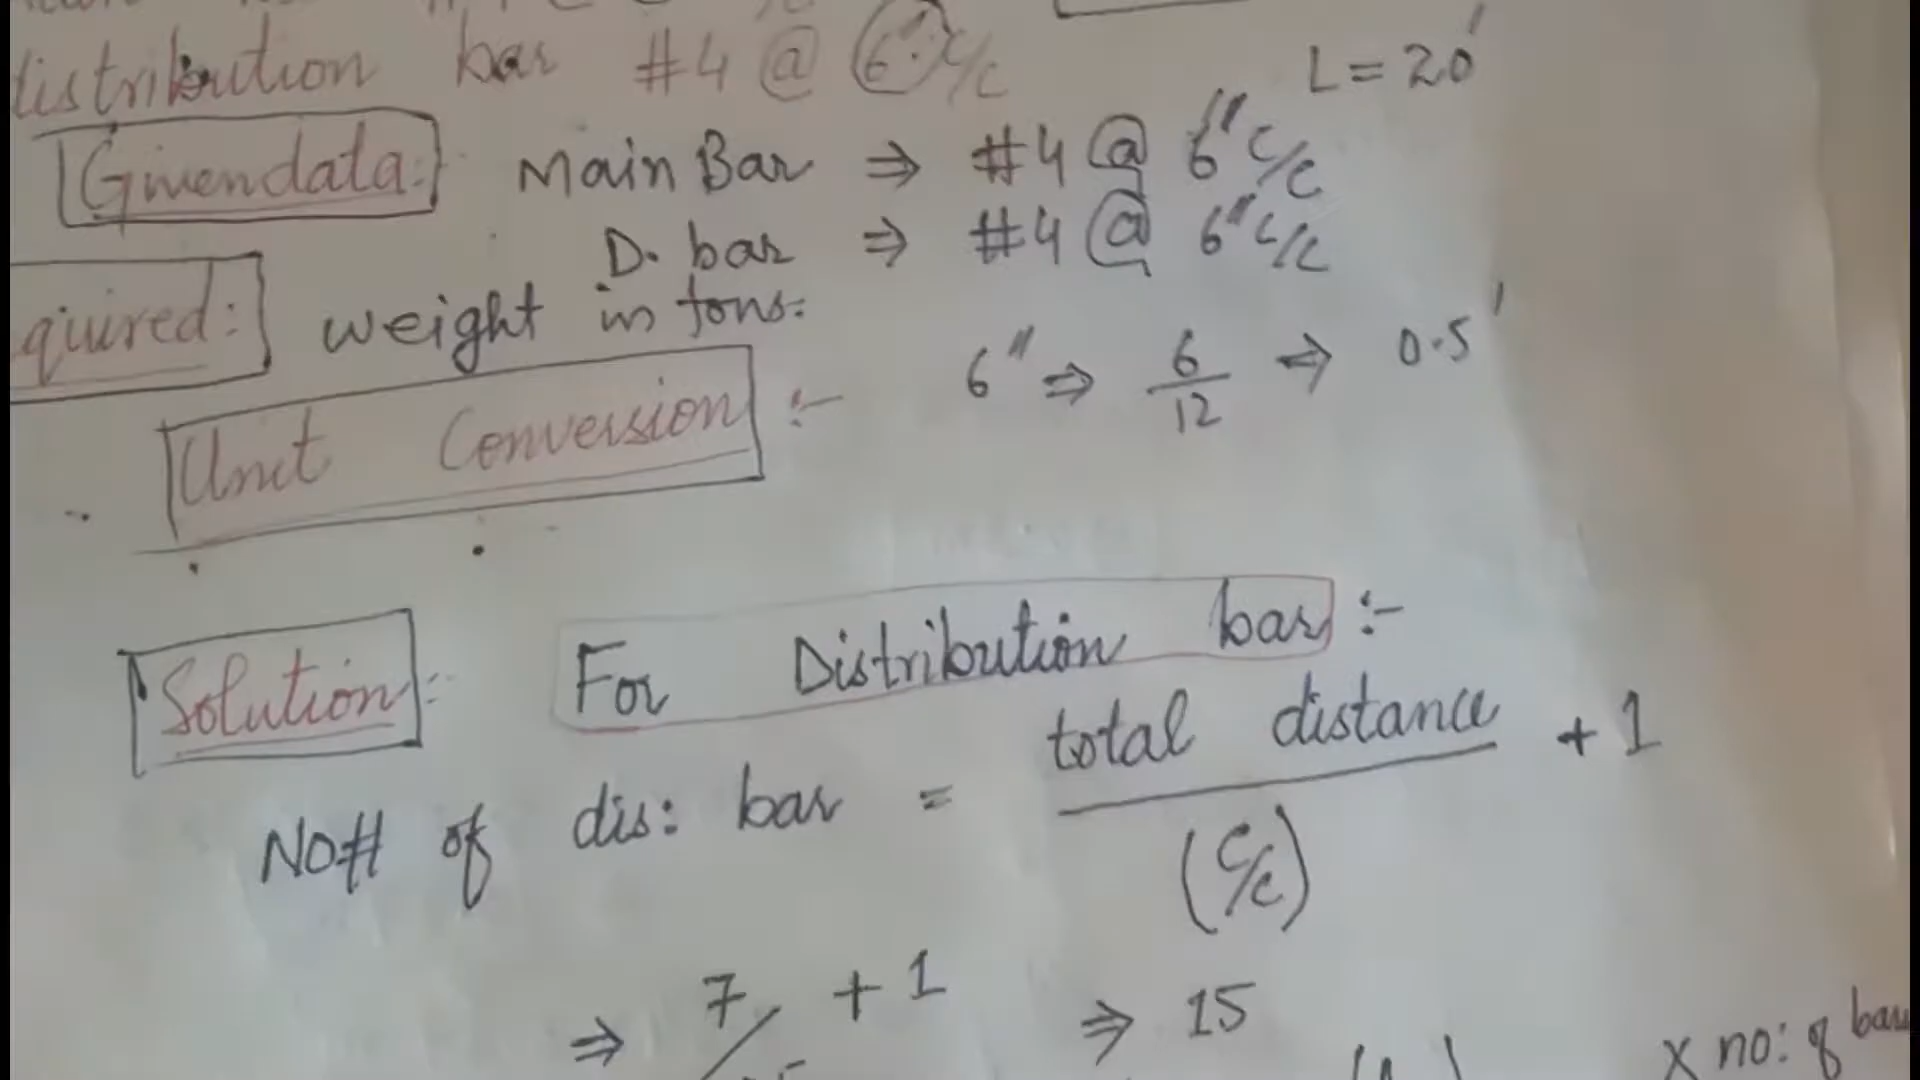 distribution bar #4 @ 6" c/c
L = 20'
Given data: Main Bar ⇒ #4 @ 6" c/c
D. bar ⇒ #4 @ 6" c/c
quired: weight in tons.
Unit Conversion :- 6" ⇒ 6/12 ⇒ 0.5'
Solution: For Distribution bar :-
No# of dis: bar = total distance / (c/c) + 1
⇒ 7/ 5 + 1 ⇒ 15
x no: of bar